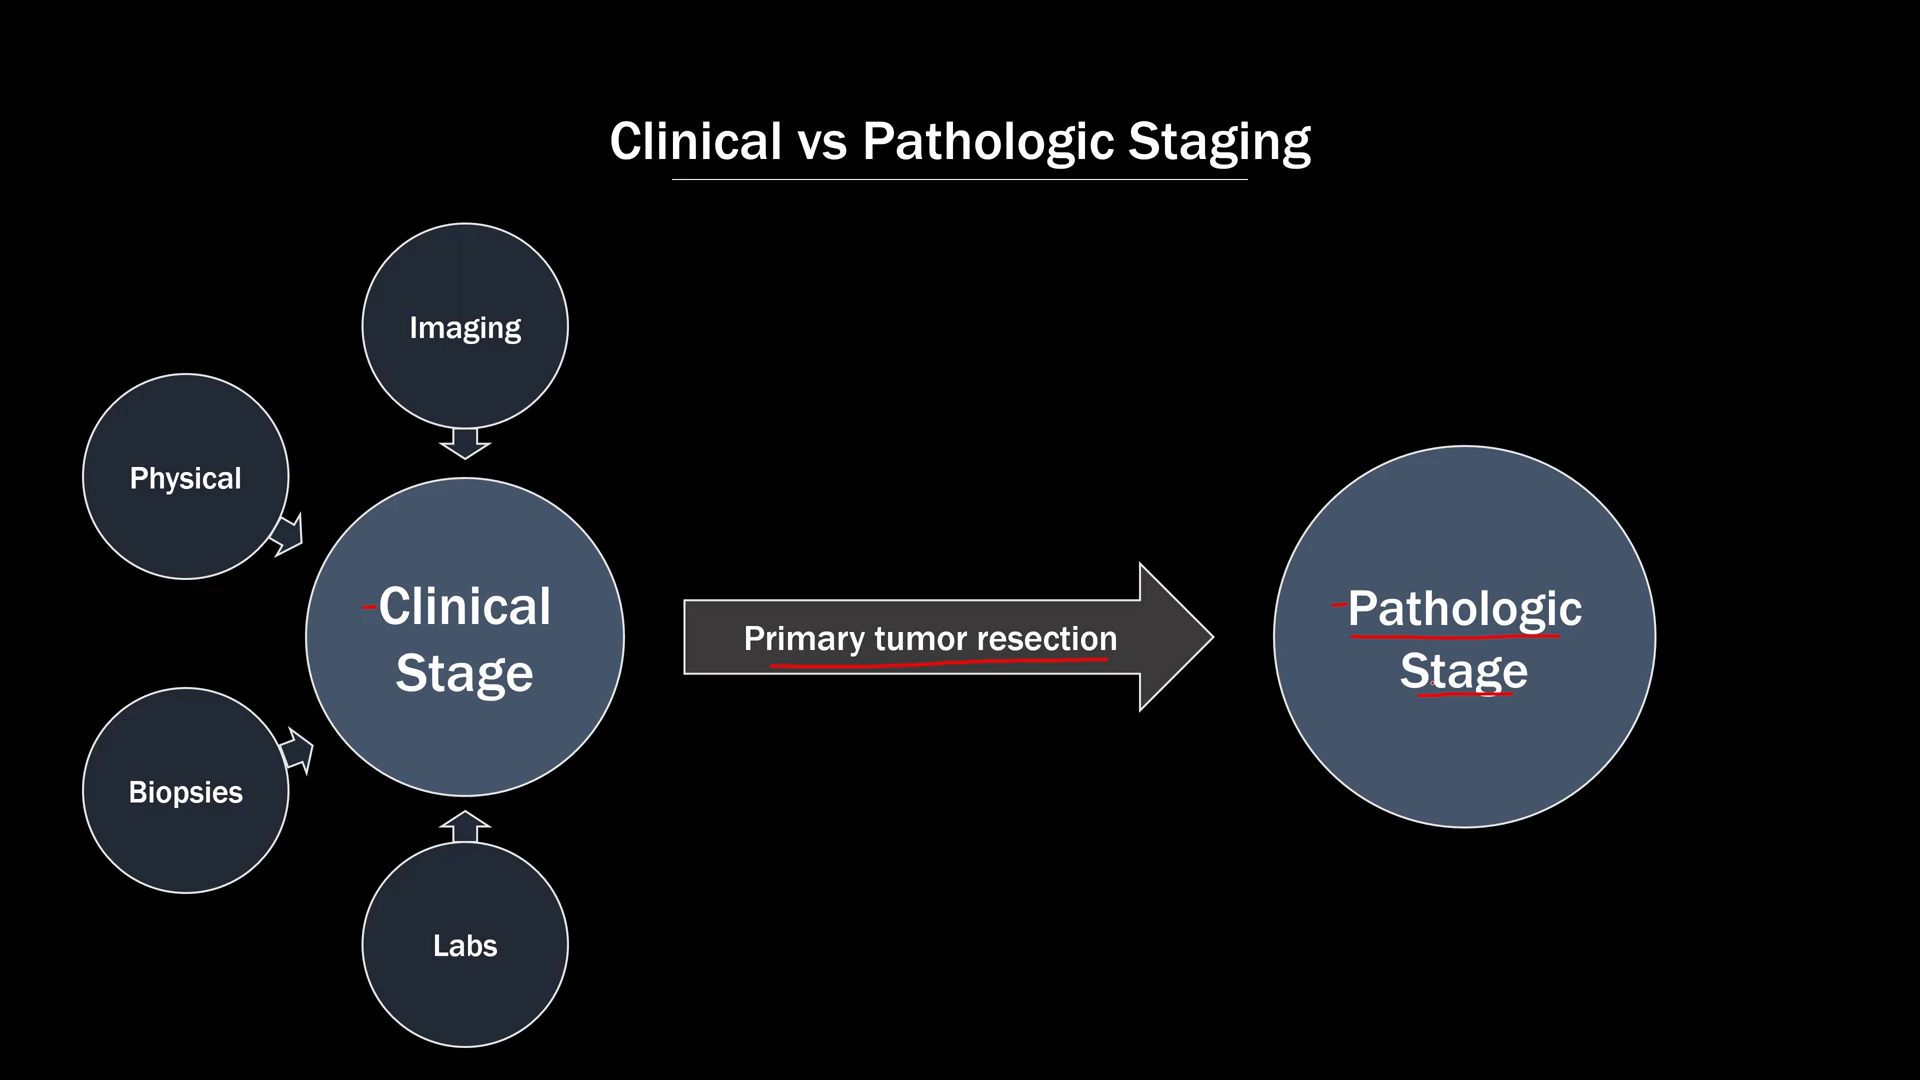 Clinical vs Pathologic Staging
Imaging
Physical
Clinical
Stage
Biopsies
Labs
Primary tumor resection
Pathologic
Stage